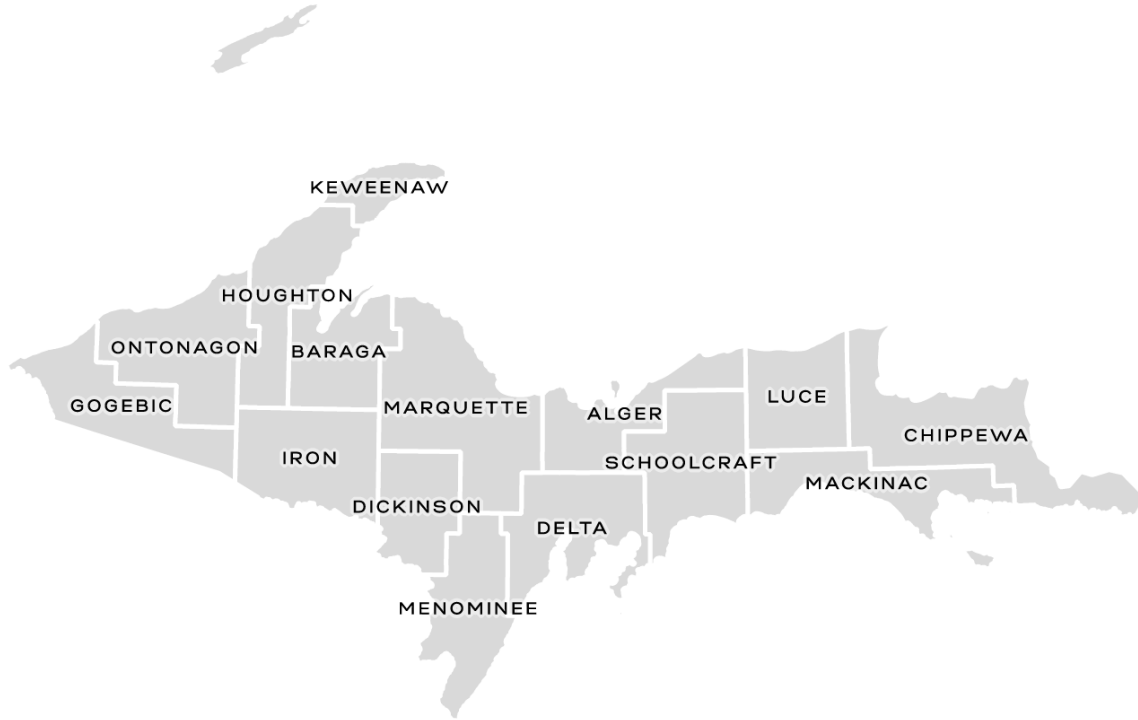 KEWEENAW
HOUGHTON
ONTONAGON
BARAGA
GOGEBIC
MARQUETTE
ALGER
LUCE
CHIPPEWA
IRON
SCHOOLCRAFT
MACKINAC
DICKINSON
DELTA
MENOMINEE